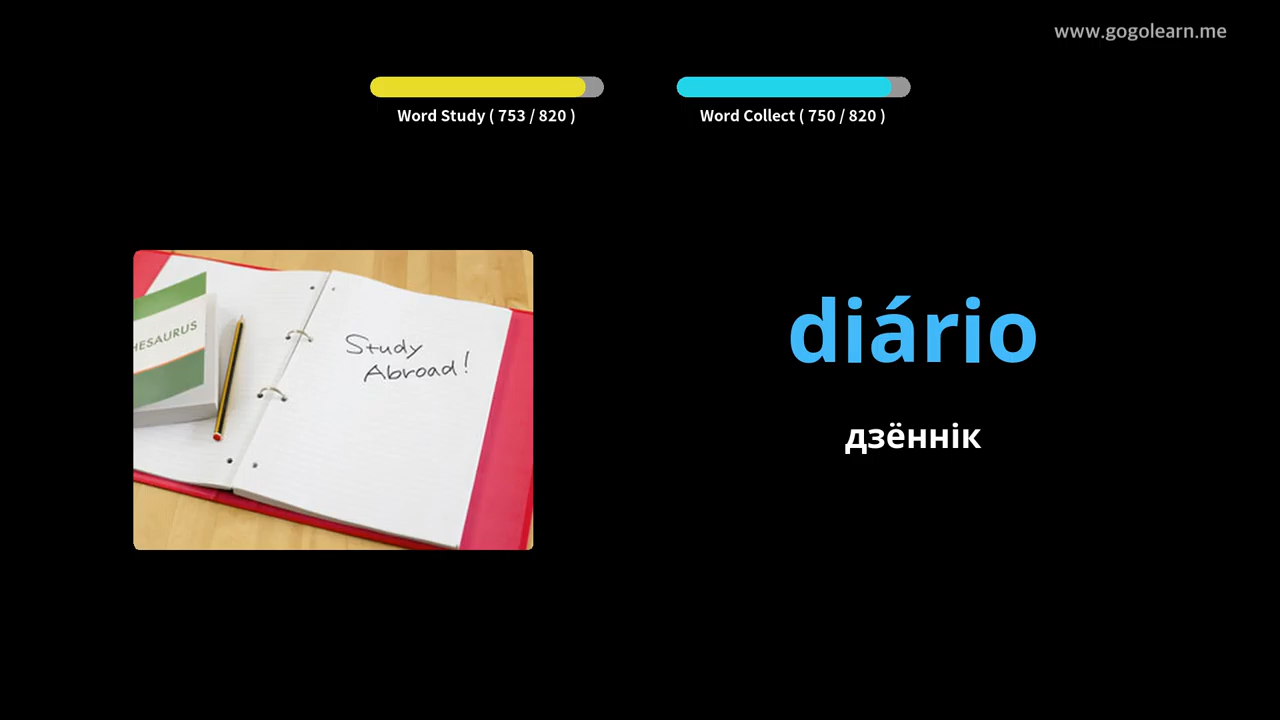 www.gogolearn.me
Word Study ( 753 / 820 )
Word Collect ( 750 / 820 )
HESAURUS
Study
Abroad!
diário
дзённік